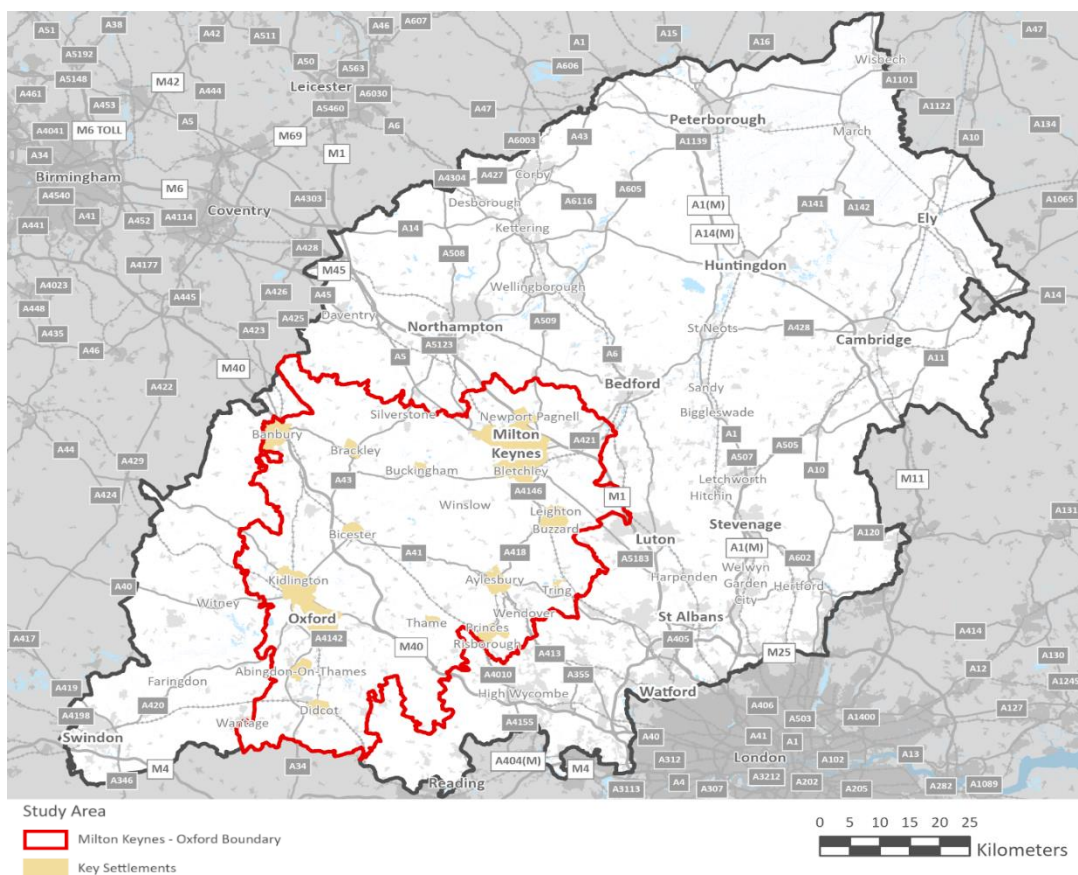 A51
A38
A42
A511
A46
A607
A1
A15
A16
A47
A5192
A50
A563
A606
Wisbech
A5148
M42
Leicester
A1101
A461
A453
A444
A5460
A6030
A47
A1122
A4041
M6 TOLL
A5
M69
A6
A6003
A43
Peterborough
March
A10
A134
A34
M1
A1139
Birmingham
M6
A4304
A427
Corby
A605
A4540
A4303
Desborough
A6116
A1(M)
A141
A142
A1065
A441
A41
A452
A4114
Coventry
A14
Kettering
A14(M)
Ely
A428
A508
A4177
M45
Huntingdon
A4023
A445
A426
A45
Wellingborough
A14
A448
A425
Daventry
Northampton
A509
St Neots
A428
A435
A423
A5123
Cambridge
A46
A5
A6
A11
M40
A422
Bedford
Sandy
Silverstone
Newport Pagnell
Biggleswade
Banbury
Milton
Keynes
A421
A1
A505
A44
A429
Brackley
Bletchley
A507
A10
Buckingham
Letchworth
A43
A4146
M1
Hitchin
M11
A424
Winslow
Leighton
Buzzard
Stevenage
A131
Bicester
Luton
A1(M)
A120
A41
A418
A5183
A602
Welwyn
Garden
City
A40
Kidlington
Aylesbury
Tring
Harpenden
Hertford
Witney
Oxford
Wendover
St Albans
Thame
Princes
Risborough
A417
A4142
M40
A405
A414
A413
M25
A130
Abingdon-On-Thames
A4010
A355
A12
Faringdon
High Wycombe
Watford
A1245
A419
A420
Didcot
A406
A127
A4198
Wantage
A4155
A503
A1400
Swindon
A40
A41
A1
A13
M4
A34
A404(M)
M4
A312
London
A102
A346
Reading
A3113
A4
A307
A3212
A202
A205
A282
A1089
Study Area
Milton Keynes - Oxford Boundary
Key Settlements
0 5 10 15 20 25
Kilometers